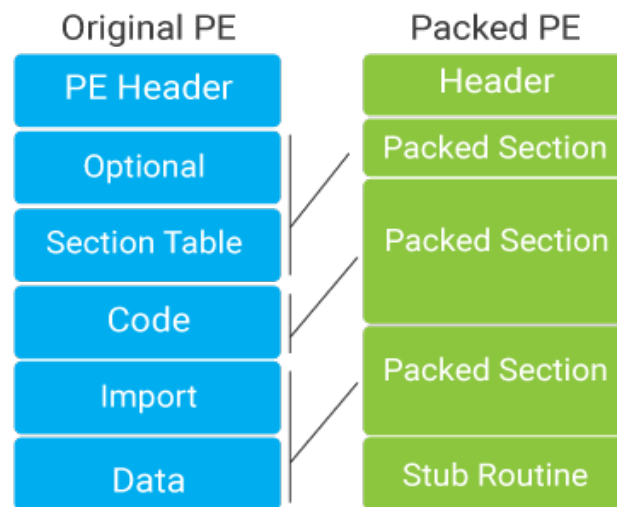 Original PE
PE Header
Optional
Section Table
Code
Import
Data
Packed PE
Header
Packed Section
Packed Section
Packed Section
Stub Routine